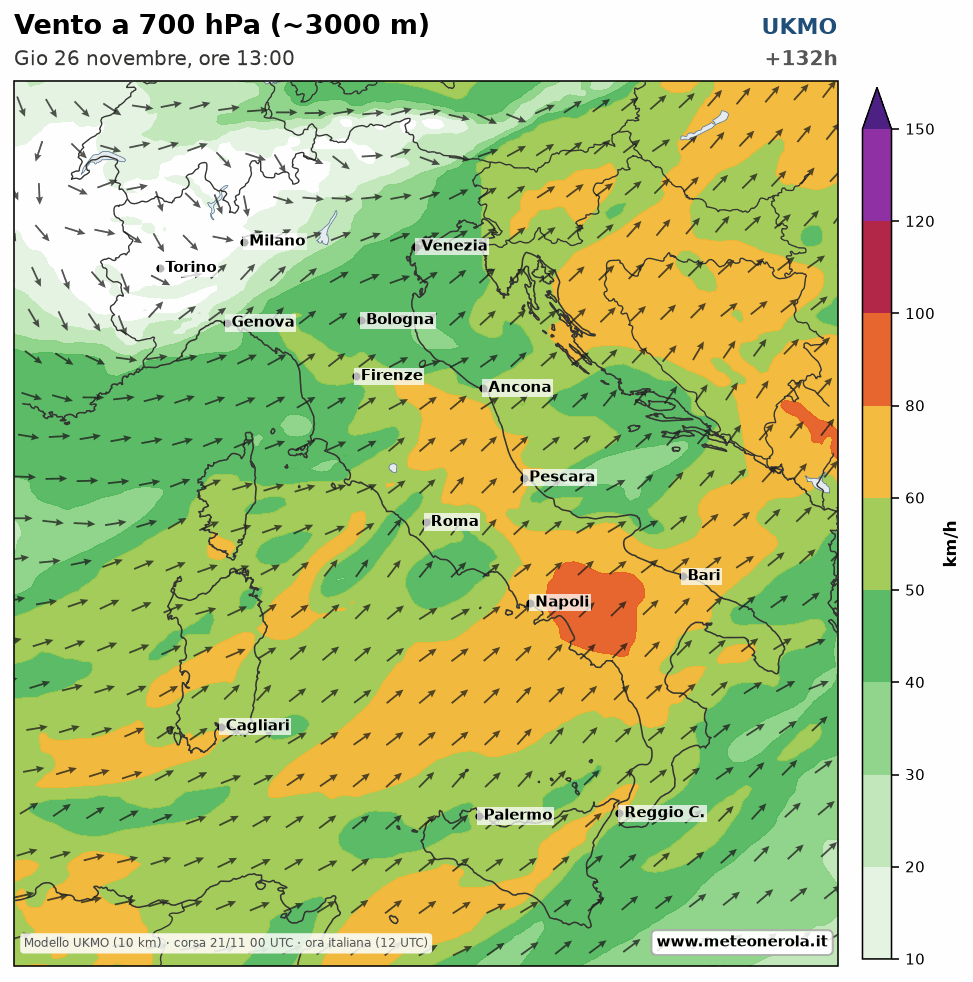 Vento a 700 hPa (~3000 m)
UKMO
Gio 26 novembre, ore 13:00
+132h
Milano
Venezia
Torino
Genova
Bologna
Firenze
Ancona
Pescara
Roma
Bari
Napoli
Cagliari
Palermo
Reggio C.
Modello UKMO (10 km) · corsa 21/11 00 UTC · ora italiana (12 UTC)
www.meteonerola.it
150
120
100
80
60
50
40
30
20
10
km/h